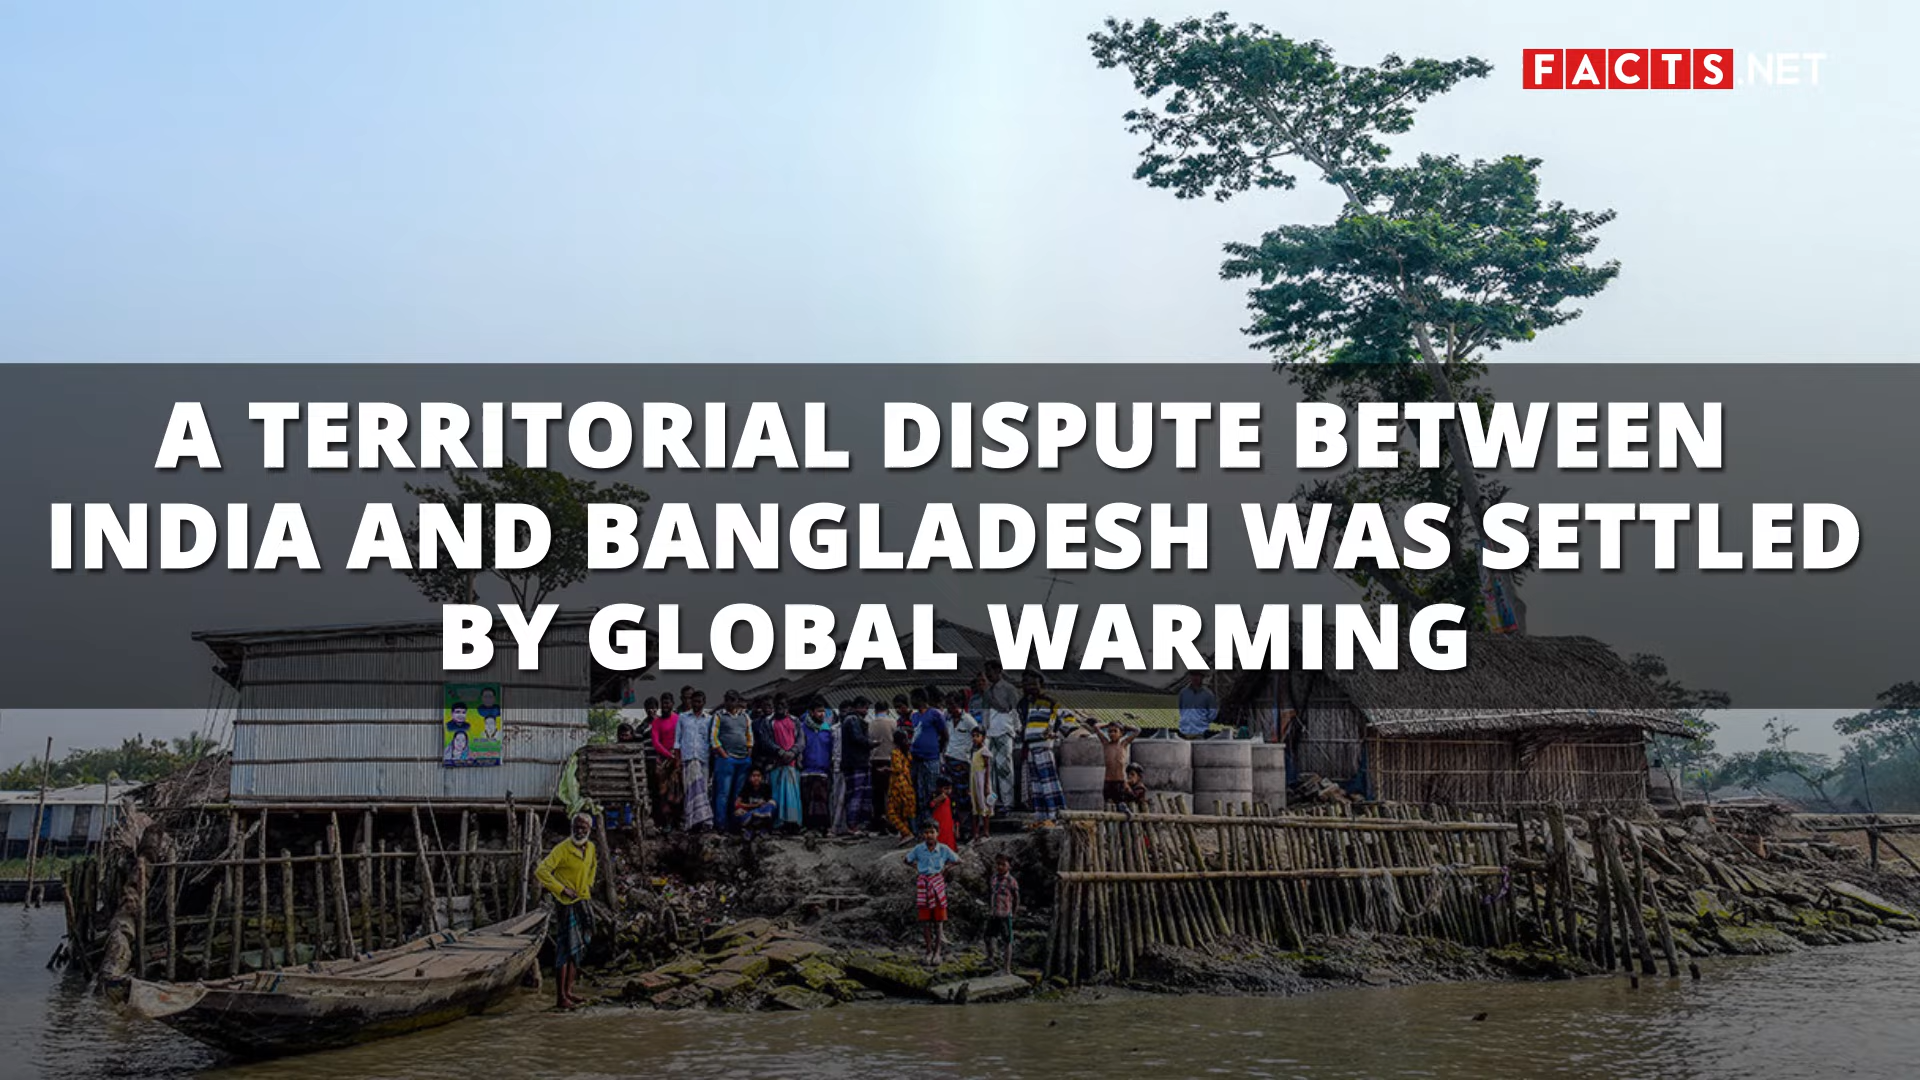 FACTS.NET
A TERRITORIAL DISPUTE BETWEEN
INDIA AND BANGLADESH WAS SETTLED
BY GLOBAL WARMING